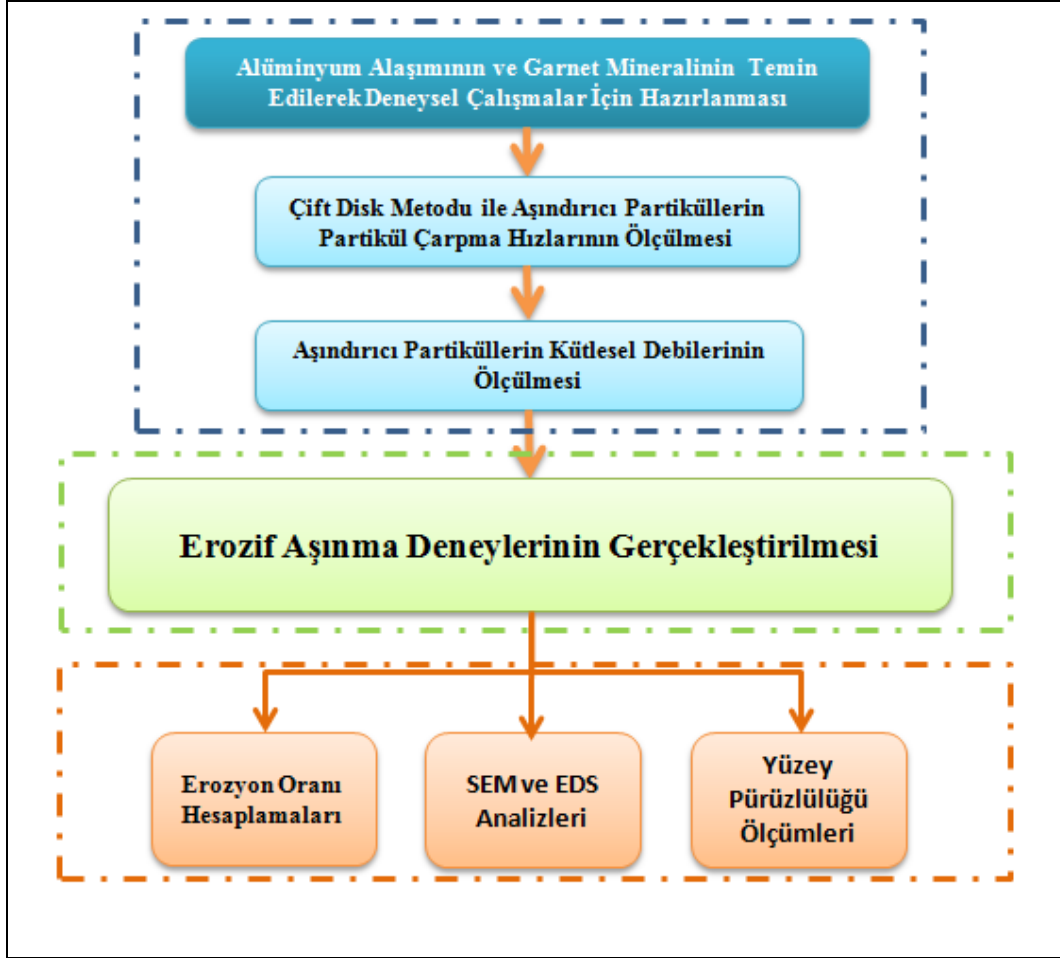 Alüminyum Alaşımının ve Garnet Mineralinin Temin
Edilerek Deneysel Çalışmalar İçin Hazırlanması
Çift Disk Metodu ile Aşındırıcı Partiküllerin
Partikül Çarpma Hızlarının Ölçülmesi
Aşındırıcı Partiküllerin Kütlesel Debilerinin
Ölçülmesi
Erozif Aşınma Deneylerinin Gerçekleştirilmesi
Erozyon Oranı
Hesaplamaları
SEM ve EDS
Analizleri
Yüzey
Pürüzlülüğü
Ölçümleri